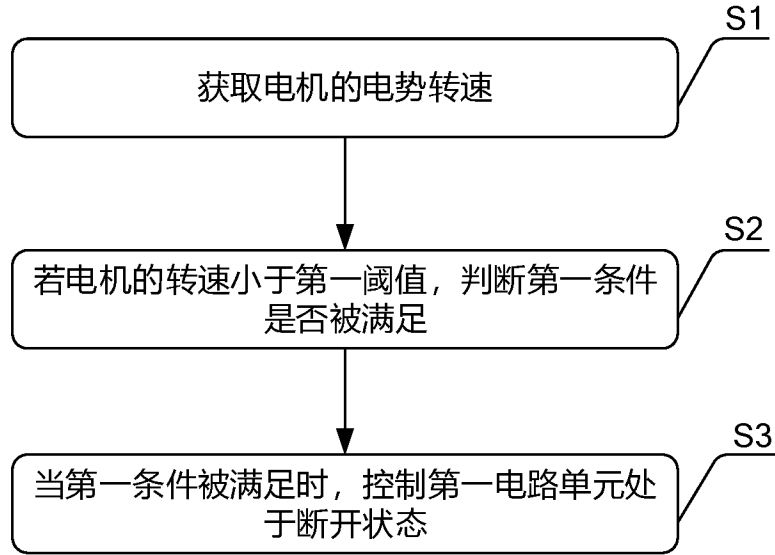 S1
获取电机的电势转速
S2
若电机的转速小于第一阈值，判断第一条件
是否被满足
S3
当第一条件被满足时，控制第一电路单元处
于断开状态